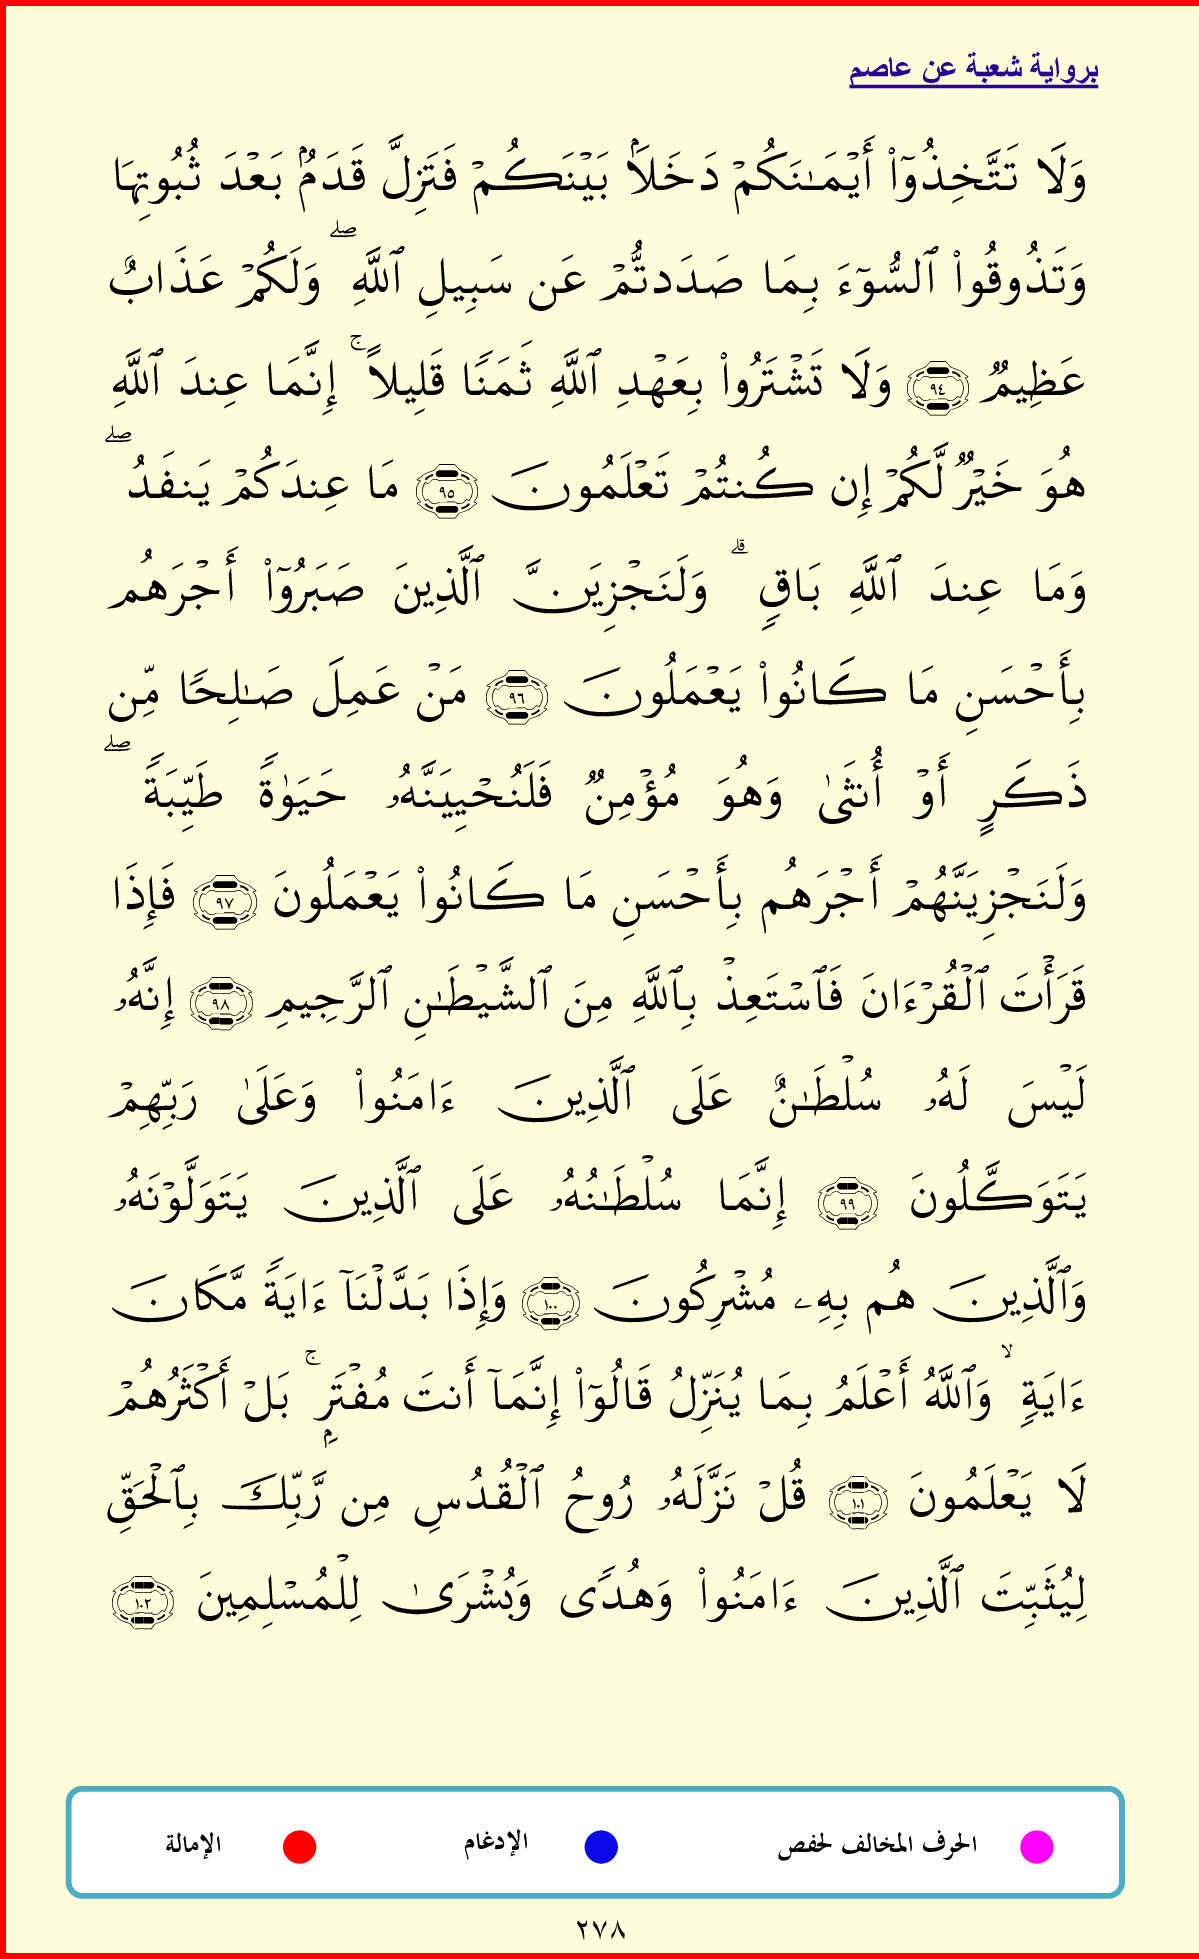 برواية شعبة عن عاصم
وَلَا تَتَّخِذُوٓا۟ أَيْمَـٰنَكُمْ دَخَلًۢا بَيْنَكُمْ فَتَزِلَّ قَدَمٌۢ بَعْدَ ثُبُوتِهَا
وَتَذُوقُوا۟ ٱلسُّوٓءَ بِمَا صَدَدتُّمْ عَن سَبِيلِ ٱللَّهِ ۖ وَلَكُمْ عَذَابٌ
عَظِيمٌ ٩٤ وَلَا تَشْتَرُوا۟ بِعَهْدِ ٱللَّهِ ثَمَنًا قَلِيلًا ۚ إِنَّمَا عِندَ ٱللَّهِ
هُوَ خَيْرٌ لَّكُمْ إِن كُنتُمْ تَعْلَمُونَ ٩٥ مَا عِندَكُمْ يَنفَدُ ۖ
وَمَا عِندَ ٱللَّهِ بَاقٍ ۗ وَلَنَجْزِيَنَّ ٱلَّذِينَ صَبَرُوٓا۟ أَجْرَهُم
بِأَحْسَنِ مَا كَانُوا۟ يَعْمَلُونَ ٩٦ مَنْ عَمِلَ صَـٰلِحًا مِّن
ذَكَرٍ أَوْ أُنثَىٰ وَهُوَ مُؤْمِنٌ فَلَنُحْيِيَنَّهُۥ حَيَوٰةً طَيِّبَةً ۖ
وَلَنَجْزِيَنَّهُمْ أَجْرَهُم بِأَحْسَنِ مَا كَانُوا۟ يَعْمَلُونَ ٩٧ فَإِذَا
قَرَأْتَ ٱلْقُرْءَانَ فَٱسْتَعِذْ بِٱللَّهِ مِنَ ٱلشَّيْطَـٰنِ ٱلرَّجِيمِ ٩٨ إِنَّهُۥ
لَيْسَ لَهُۥ سُلْطَـٰنٌ عَلَى ٱلَّذِينَ ءَامَنُوا۟ وَعَلَىٰ رَبِّهِمْ
يَتَوَكَّلُونَ ٩٩ إِنَّمَا سُلْطَـٰنُهُۥ عَلَى ٱلَّذِينَ يَتَوَلَّوْنَهُۥ
وَٱلَّذِينَ هُم بِهِۦ مُشْرِكُونَ ١٠٠ وَإِذَا بَدَّلْنَآ ءَايَةً مَّكَانَ
ءَايَةٍ ۙ وَٱللَّهُ أَعْلَمُ بِمَا يُنَزِّلُ قَالُوٓا۟ إِنَّمَآ أَنتَ مُفْتَرٍۭ ۚ بَلْ أَكْثَرُهُمْ
لَا يَعْلَمُونَ ١٠١ قُلْ نَزَّلَهُۥ رُوحُ ٱلْقُدُسِ مِن رَّبِّكَ بِٱلْحَقِّ
لِيُثَبِّتَ ٱلَّذِينَ ءَامَنُوا۟ وَهُدًى وَبُشْرَىٰ لِلْمُسْلِمِينَ ١٠٢
الحرف المخالف لحفص الإدغام الإمالة
٢٧٨